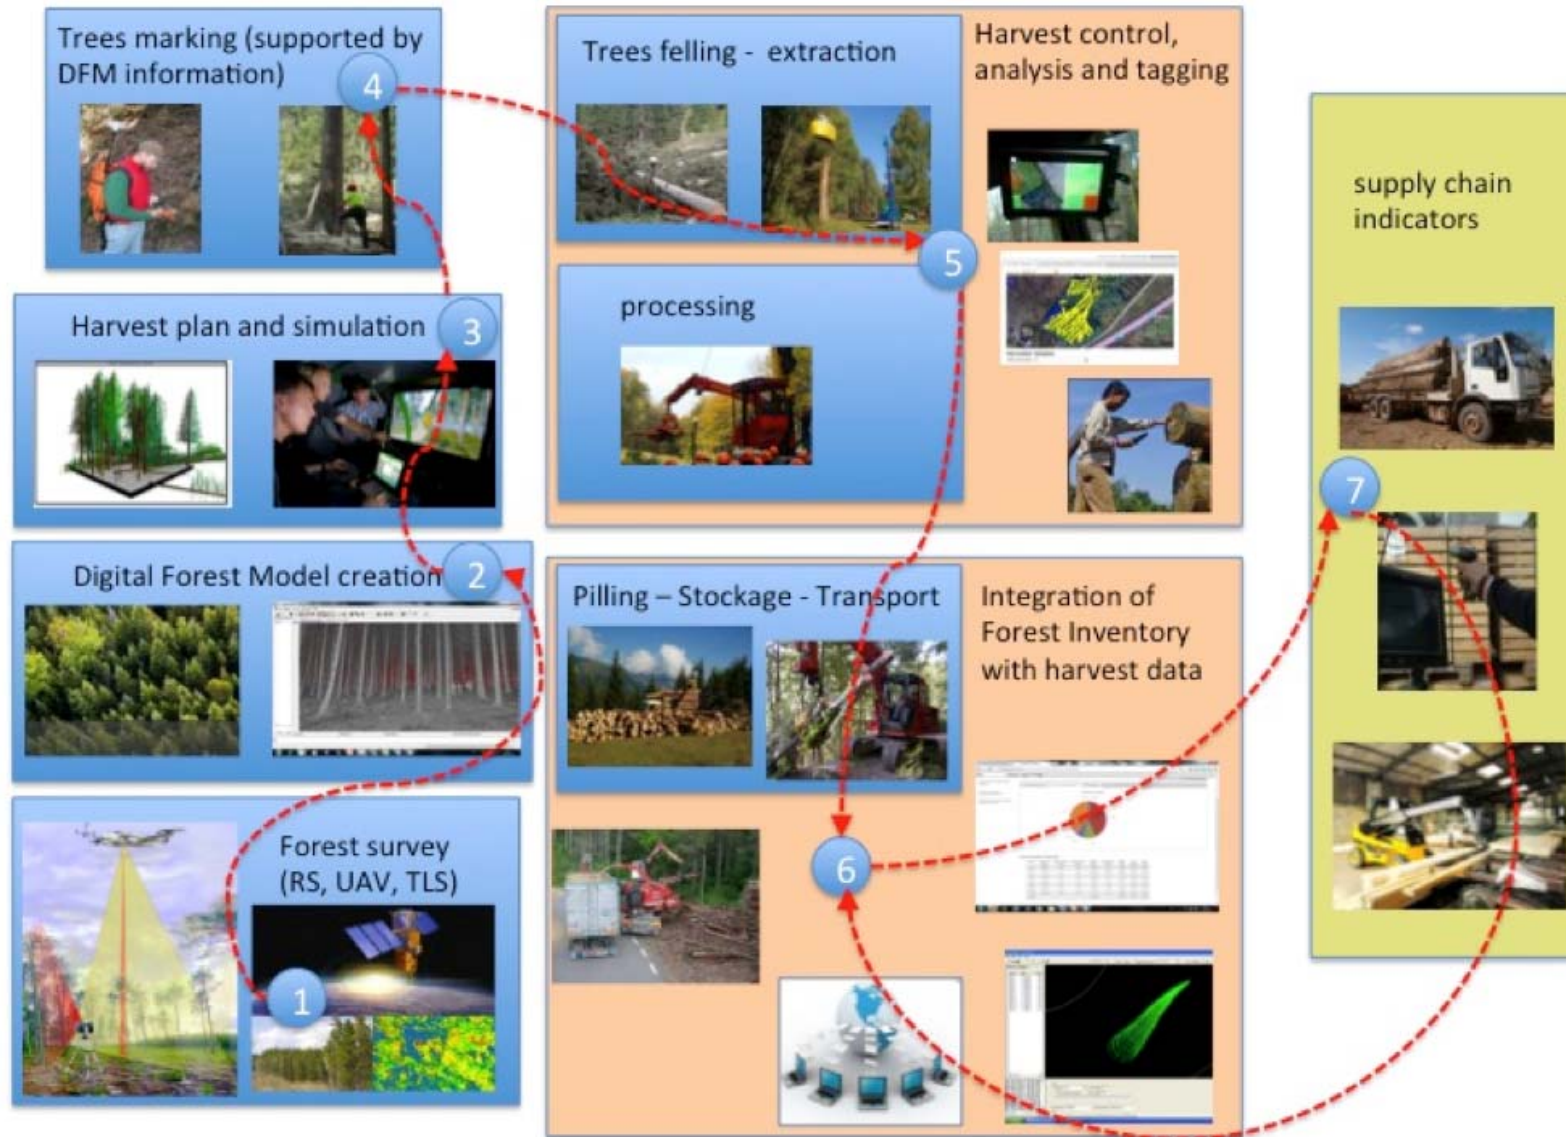 Trees marking (supported by
DFM information)
4
Trees felling - extraction
Harvest control,
analysis and tagging
5
processing
supply chain
indicators
Harvest plan and simulation
3
7
Digital Forest Model creation
2
Pilling – Stockage - Transport
Integration of
Forest Inventory
with harvest data
6
Forest survey
(RS, UAV, TLS)
1